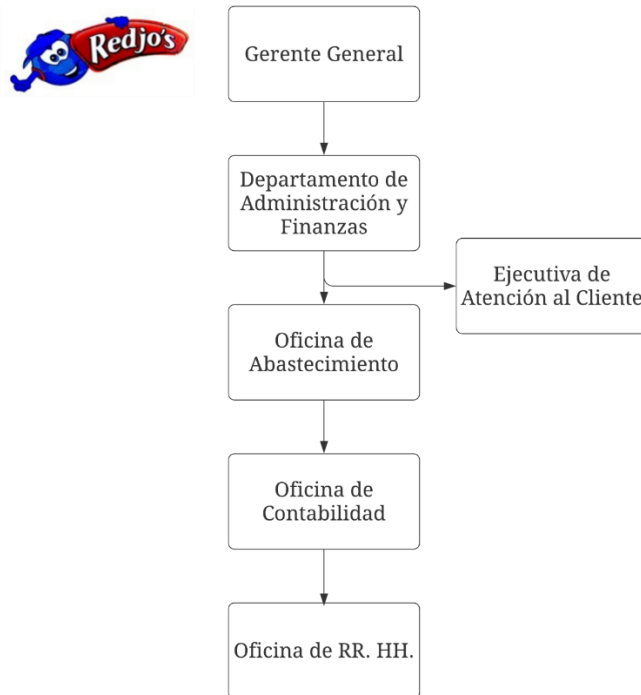 Redjo's
Gerente General
Departamento de
Administración y
Finanzas
Ejecutiva de
Atención al Cliente
Oficina de
Abastecimiento
Oficina de
Contabilidad
Oficina de RR. HH.